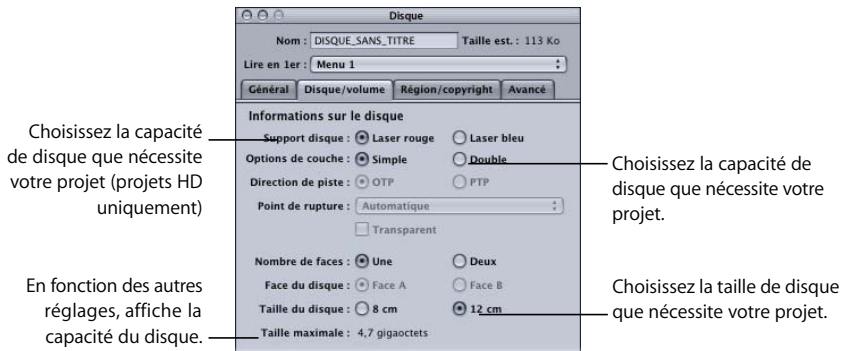 Disque
Nom : DISQUE_SANS_TITRE Taille est. : 113 Ko
Lire en 1er : Menu 1
Général Disque/volume Région/copyright Avancé
Informations sur le disque
Support disque : Laser rouge Laser bleu
Options de couche : Simple Double
Direction de piste : OTP PTP
Point de rupture : Automatique
Transparent
Nombre de faces : Une Deux
Face du disque : Face A Face B
Taille du disque : 8 cm 12 cm
Taille maximale : 4,7 gigaoctets
Choisissez la capacité
de disque que nécessite
votre projet (projets HD
uniquement)
En fonction des autres
réglages, affiche la
capacité du disque.
Choisissez la capacité de
disque que nécessite votre
projet.
Choisissez la taille de disque
que nécessite votre projet.